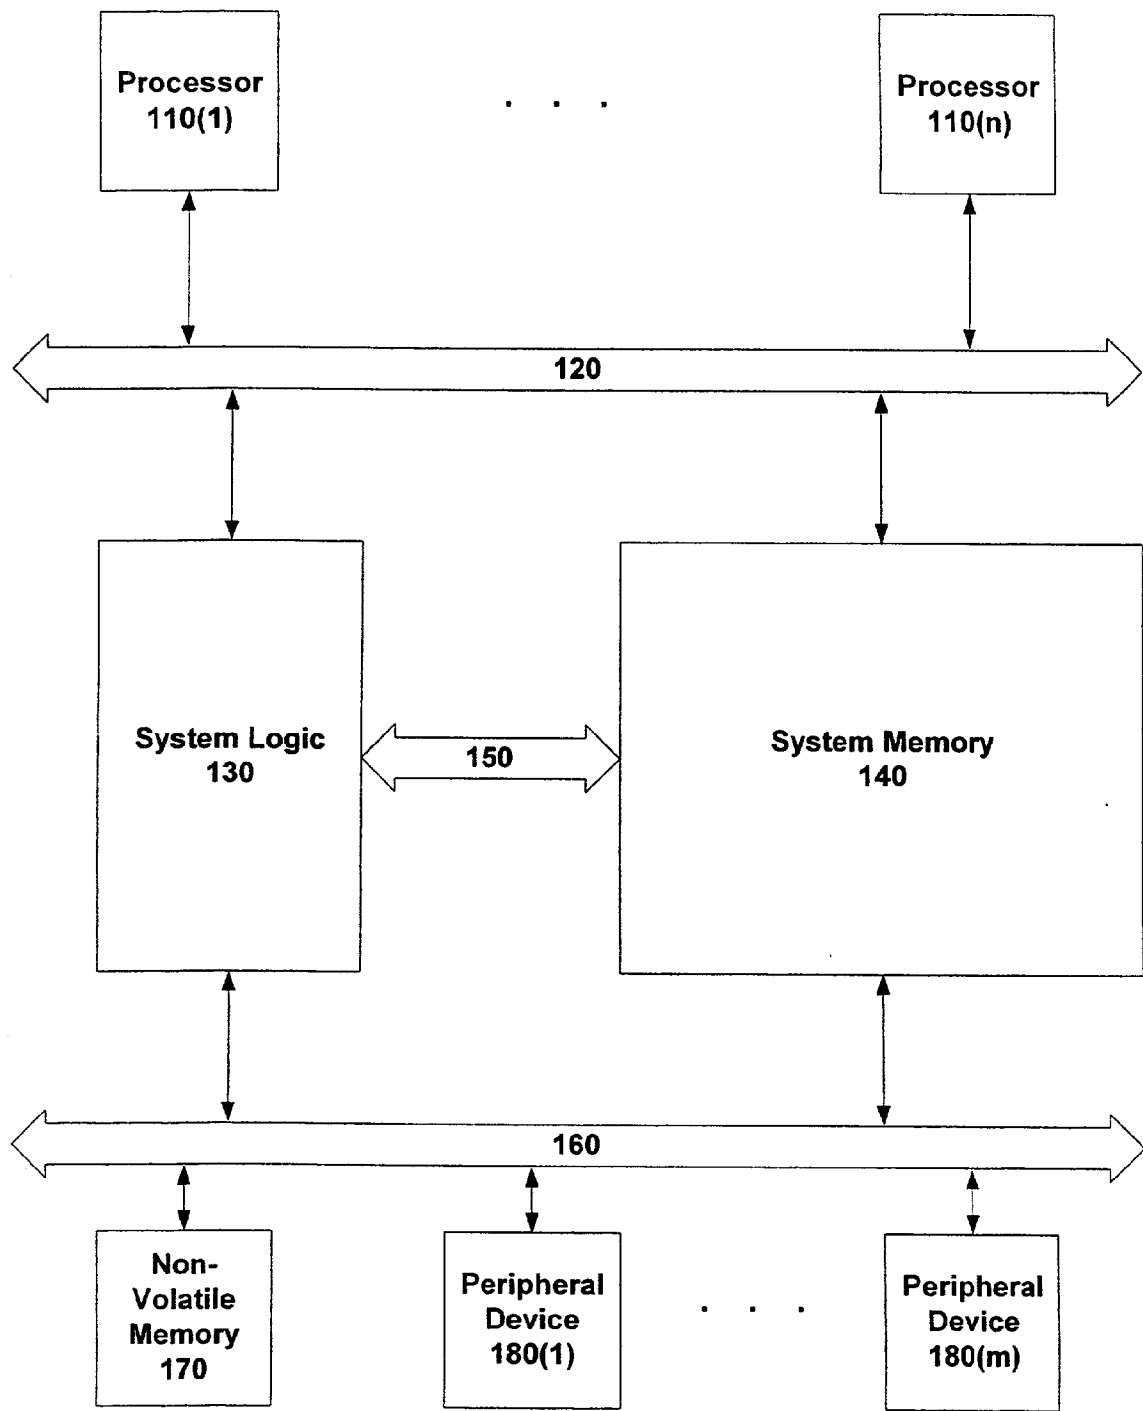 Processor
110(1)
. . .
Processor
110(n)
120
System Logic
130
150
System Memory
140
160
Non-
Volatile
Memory
170
Peripheral
Device
180(1)
. . .
Peripheral
Device
180(m)